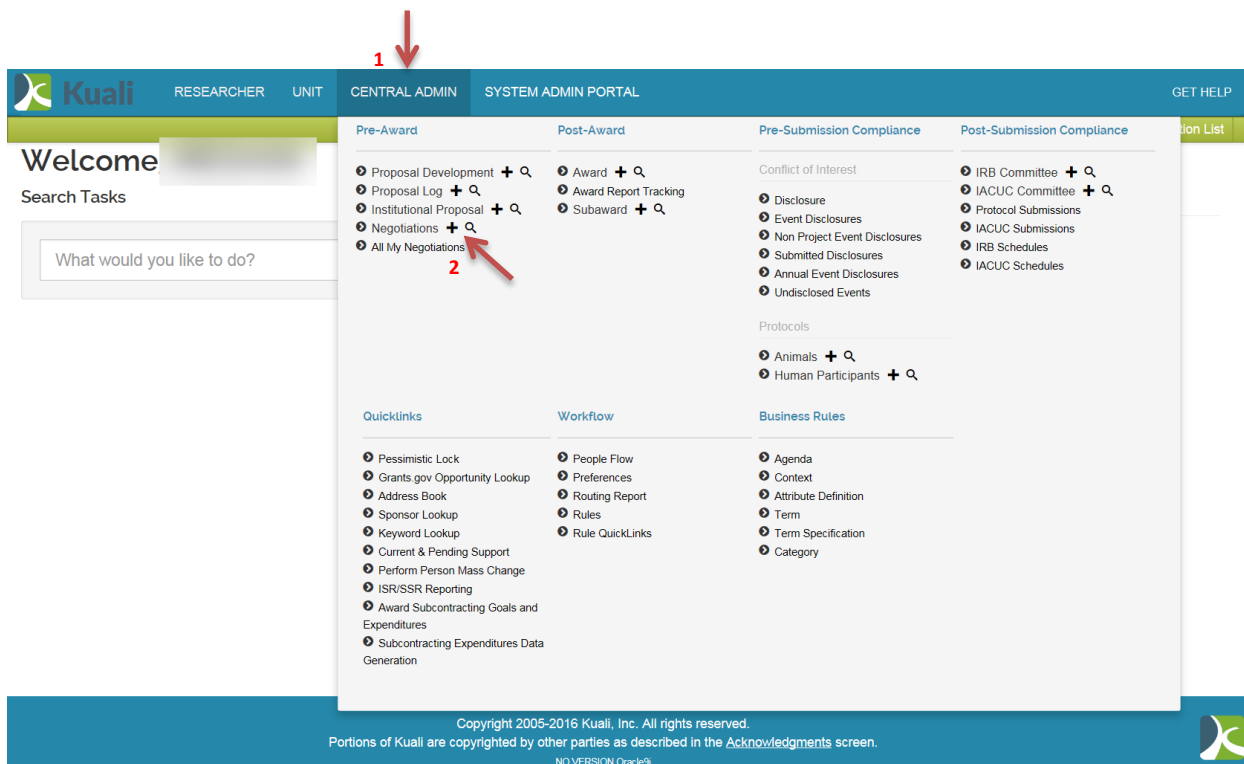 1
Kuali
RESEARCHER
UNIT
CENTRAL ADMIN
SYSTEM ADMIN PORTAL
GET HELP
tion List
Welcome,
Search Tasks
What would you like to do?
Pre-Award
Proposal Development
Proposal Log
Institutional Proposal
Negotiations
All My Negotiations
2
Post-Award
Award
Award Report Tracking
Subaward
Pre-Submission Compliance
Conflict of Interest
Disclosure
Event Disclosures
Non Project Event Disclosures
Submitted Disclosures
Annual Event Disclosures
Undisclosed Events
Protocols
Animals
Human Participants
Post-Submission Compliance
IRB Committee
IACUC Committee
Protocol Submissions
IACUC Submissions
IRB Schedules
IACUC Schedules
Quicklinks
Pessimistic Lock
Grants.gov Opportunity Lookup
Address Book
Sponsor Lookup
Keyword Lookup
Current & Pending Support
Perform Person Mass Change
ISR/SSR Reporting
Award Subcontracting Goals and
Expenditures
Subcontracting Expenditures Data
Generation
Workflow
People Flow
Preferences
Routing Report
Rules
Rule QuickLinks
Business Rules
Agenda
Context
Attribute Definition
Term
Term Specification
Category
Copyright 2005-2016 Kuali, Inc. All rights reserved.
Portions of Kuali are copyrighted by other parties as described in the Acknowledgments screen.
NO VERSION Oracle9i